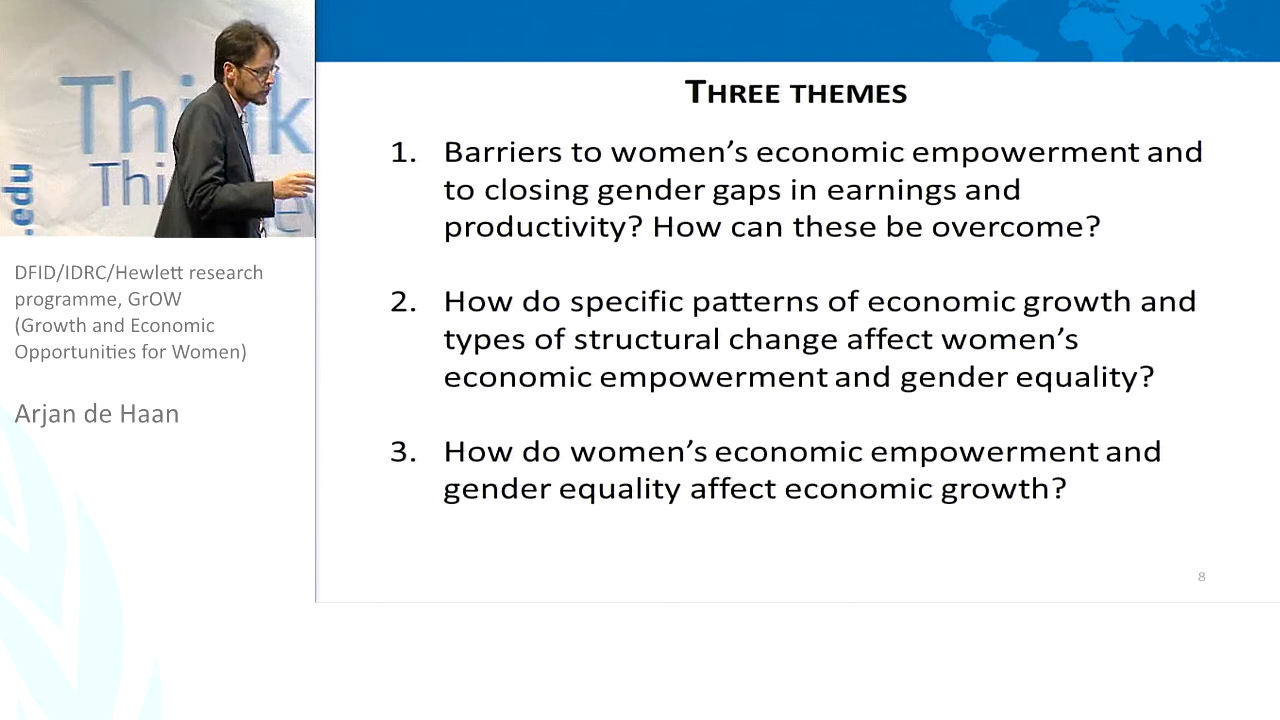 Think
Thi
.edu
DFID/IDRC/Hewlett research
programme, GrOW
(Growth and Economic
Opportunities for Women)
Arjan de Haan
THREE THEMES
1. Barriers to women’s economic empowerment and
to closing gender gaps in earnings and
productivity? How can these be overcome?
2. How do specific patterns of economic growth and
types of structural change affect women’s
economic empowerment and gender equality?
3. How do women’s economic empowerment and
gender equality affect economic growth?
8